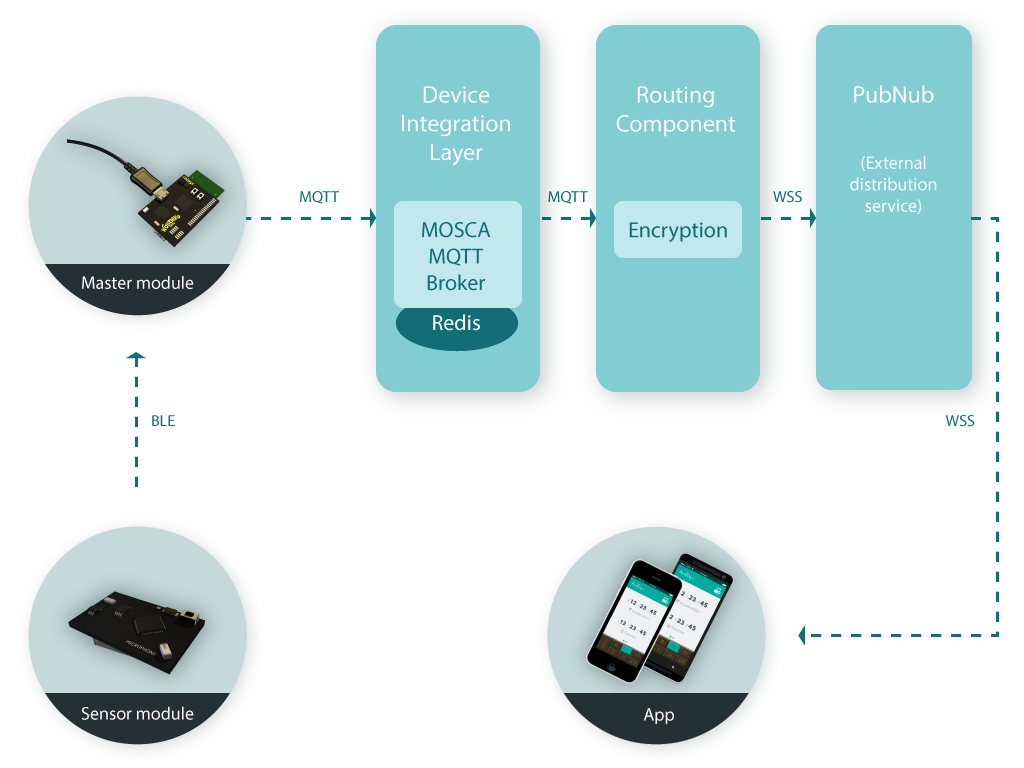 Device
Integration
Layer
Routing
Component
PubNub
(External
distribution
service)
MQTT
MQTT
WSS
MOSCA
MQTT
Broker
Encryption
Redis
Master module
BLE
WSS
MICROPHONE
Sensor module
App